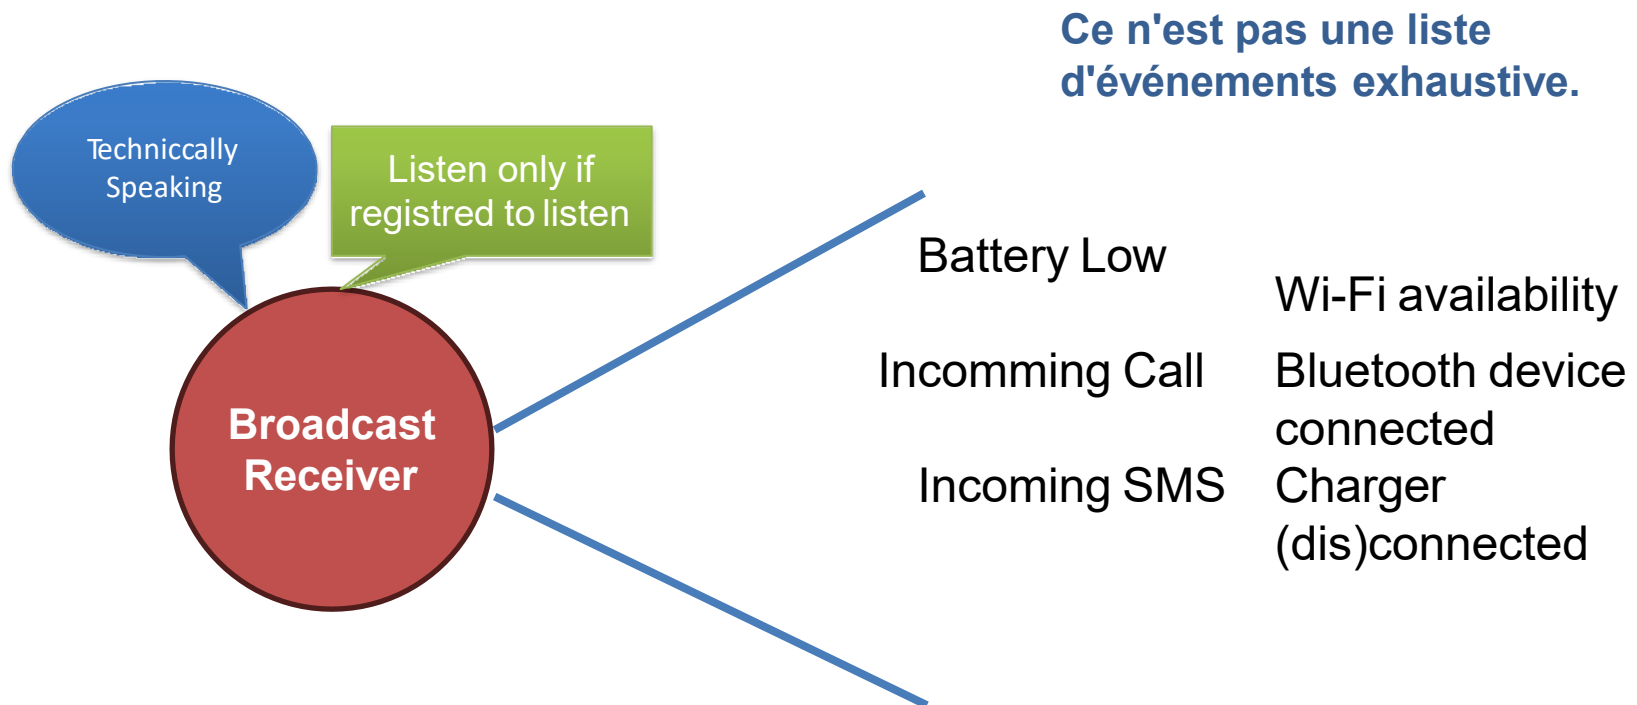 Ce n'est pas une liste
d'événements exhaustive.
Techniccally
Speaking
Listen only if
registred to listen
Broadcast
Receiver
Battery Low
Wi-Fi availability
Incomming Call
Bluetooth device
connected
Incoming SMS
Charger
(dis)connected